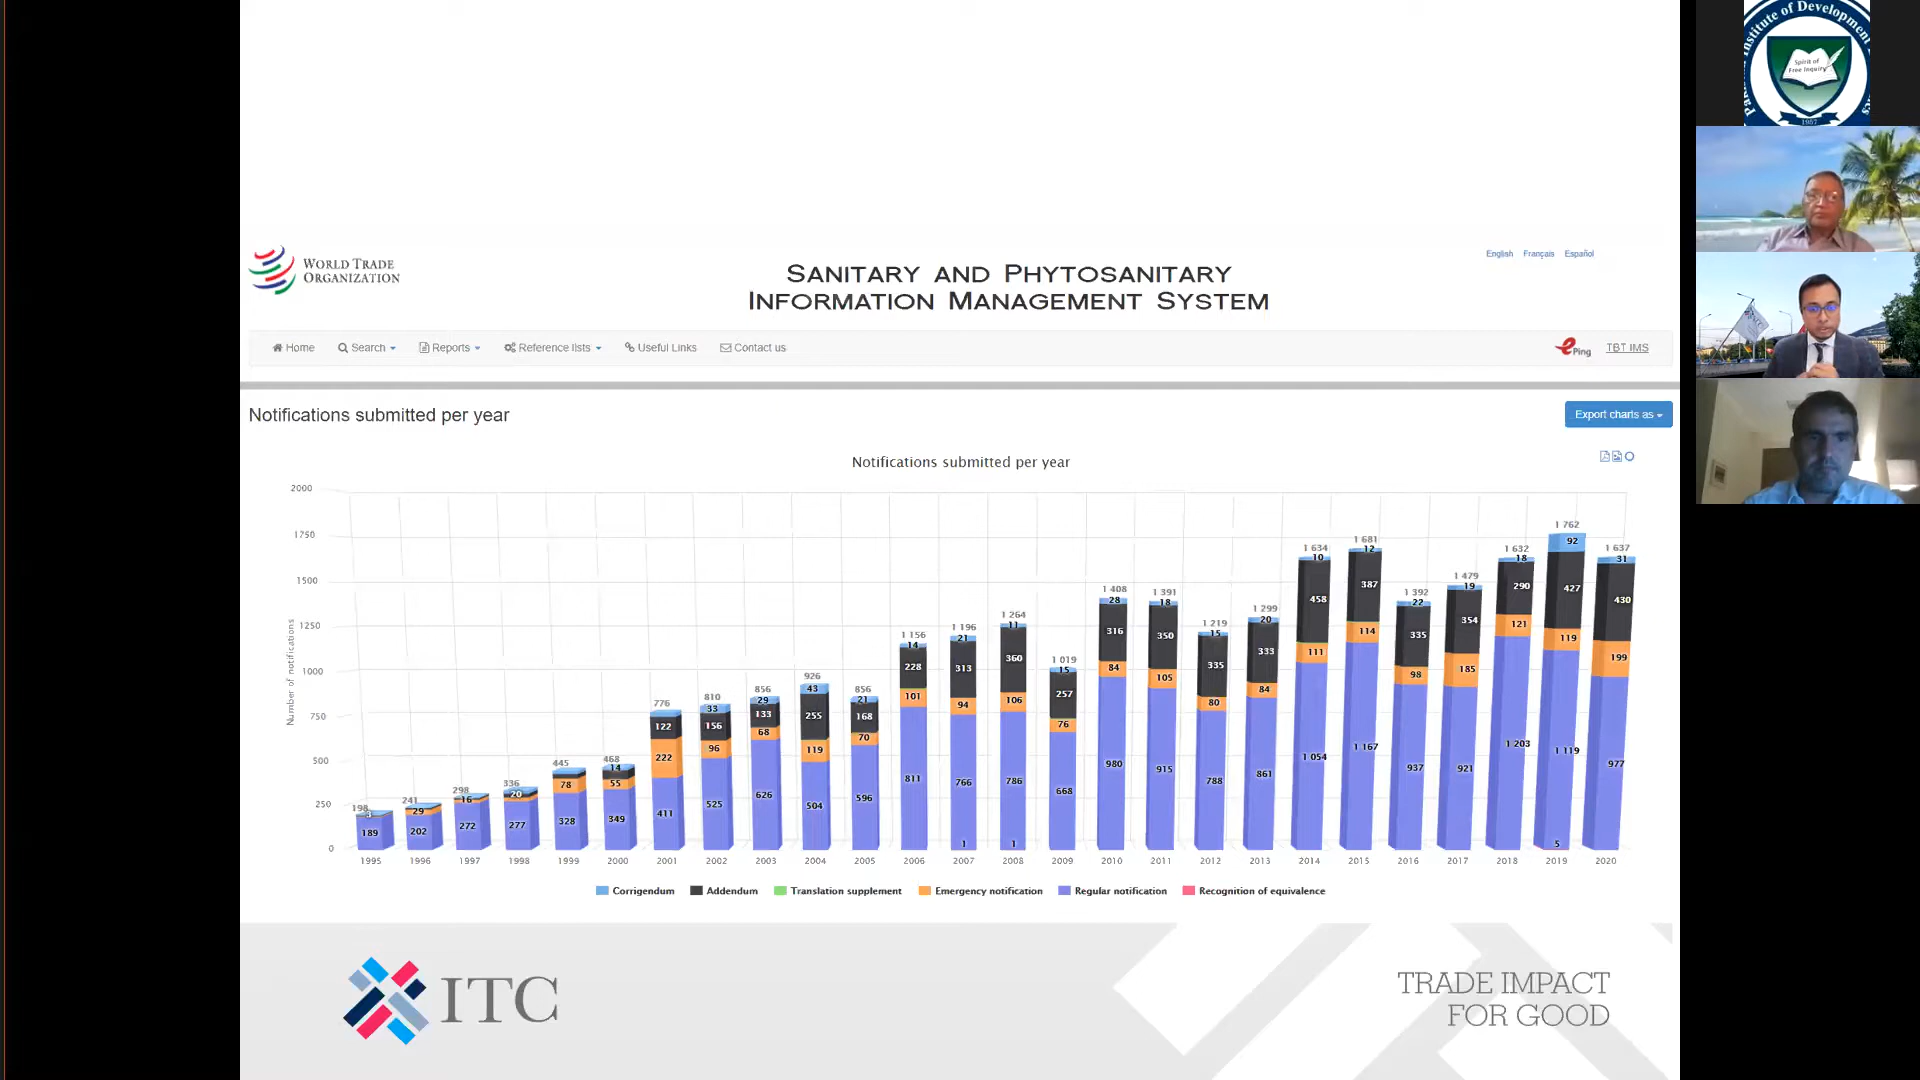 WORLD TRADE
ORGANIZATION
SANITARY AND PHYTOSANITARY
INFORMATION MANAGEMENT SYSTEM
English Français Español
Home Search Reports Reference lists Useful Links Contact us
ePing TBT IMS
Notifications submitted per year
Export charts as
Notifications submitted per year
Number of notifications
2000
1750
1500
1250
1000
750
500
250
0
198 241 298 336 445 468 776 810 856 926 856 1 156 1 196 1 264 1 019 1 408 1 391 1 219 1 299 1 634 1 681 1 392 1 479 1 632 1 762 1 637
3 14 33 29 43 21 14 21 11 15 28 18 15 20 10 12 22 19 18 92 31
122 156 133 255 168 228 313 360 257 316 350 335 333 458 387 335 354 290 427 430
29 16 20 78 55 222 96 68 119 70 101 94 106 76 84 105 80 84 111 114 98 185 121 119 199
189 202 272 277 328 349 411 525 626 504 596 811 766 786 668 980 915 788 861 1 054 1 167 937 921 1 203 1 119 977
1 1 5
1995 1996 1997 1998 1999 2000 2001 2002 2003 2004 2005 2006 2007 2008 2009 2010 2011 2012 2013 2014 2015 2016 2017 2018 2019 2020
Corrigendum Addendum Translation supplement Emergency notification Regular notification Recognition of equivalence
ITC
TRADE IMPACT
FOR GOOD
Institute of Development
Spirit of
Free Inquiry
1957